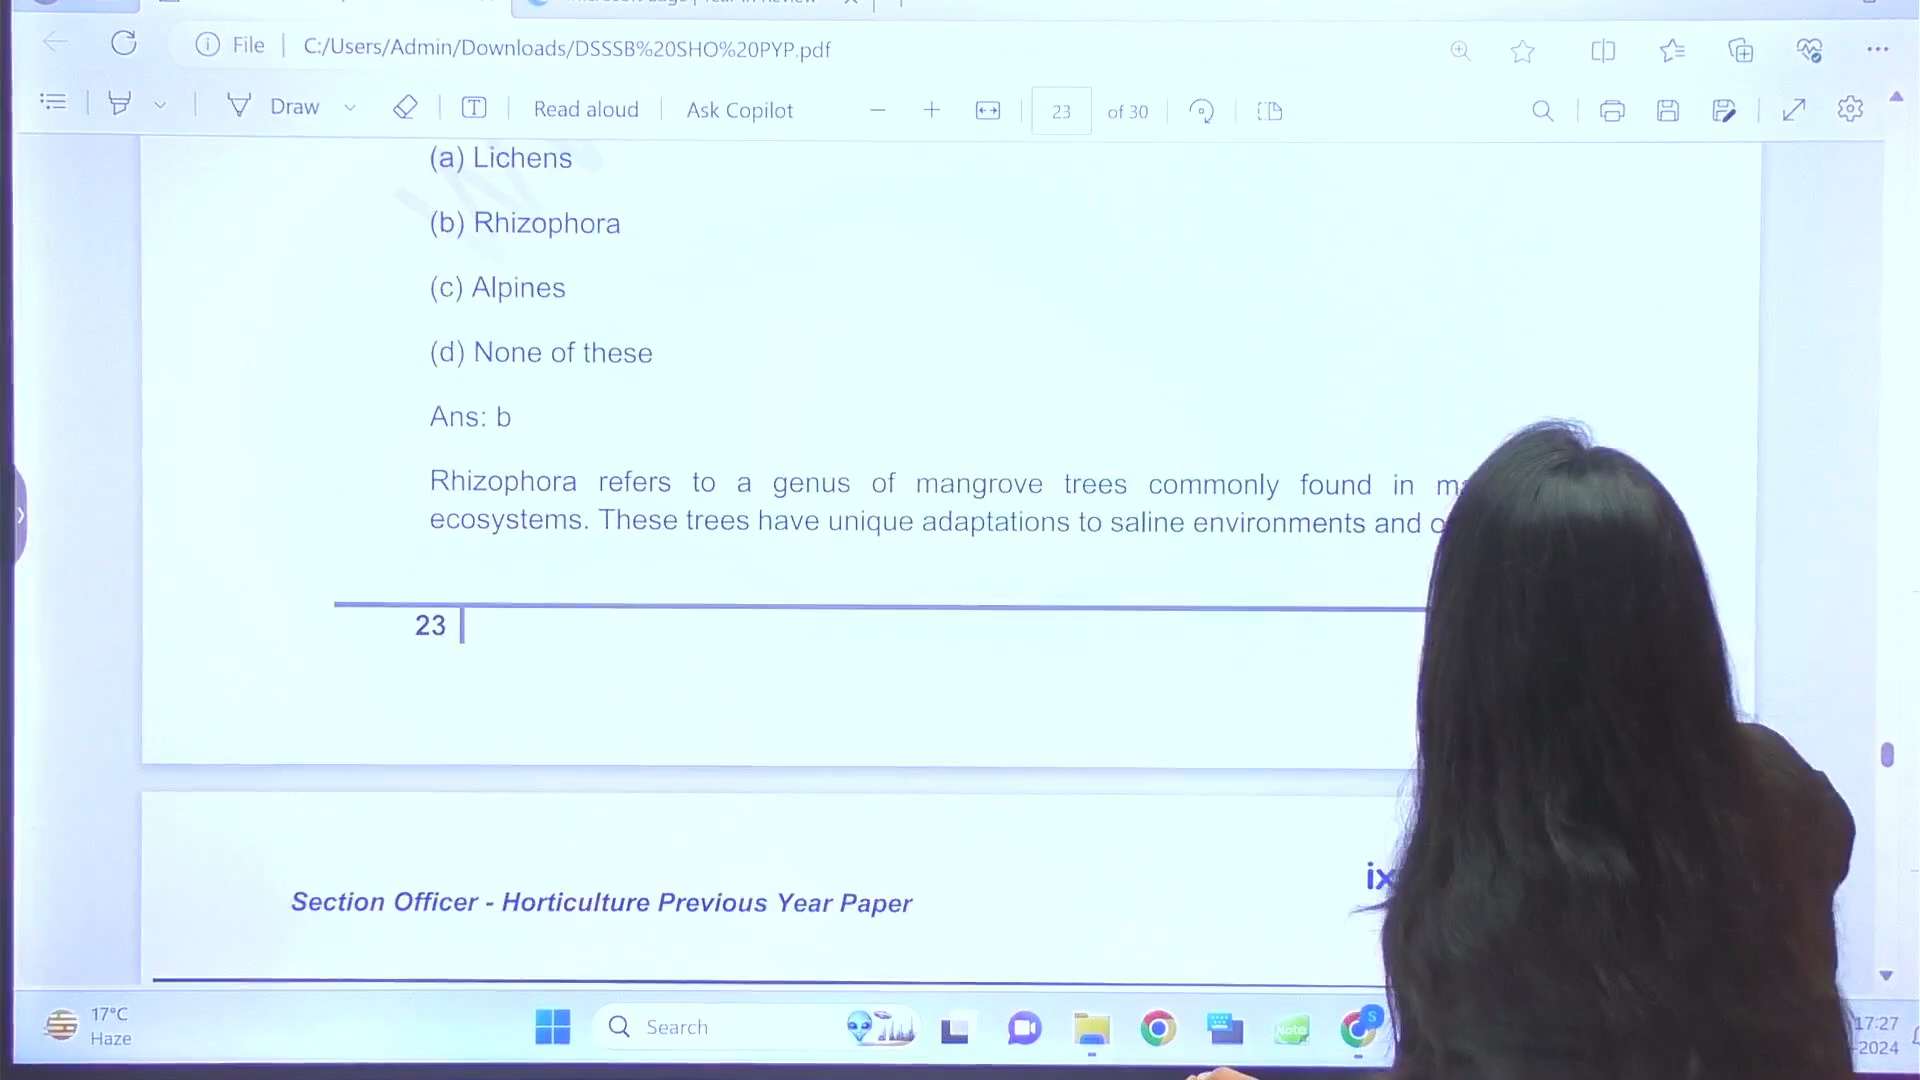 File
C:/Users/Admin/Downloads/DSSSB%20SHO%20PYP.pdf
Draw
Read aloud
Ask Copilot
23 of 30
(a) Lichens
(b) Rhizophora
(c) Alpines
(d) None of these
Ans: b
Rhizophora refers to a genus of mangrove trees commonly found in
ecosystems. These trees have unique adaptations to saline environments and
23
Section Officer - Horticulture Previous Year Paper
17°C
Haze
Search
Note
S
17:27
2024